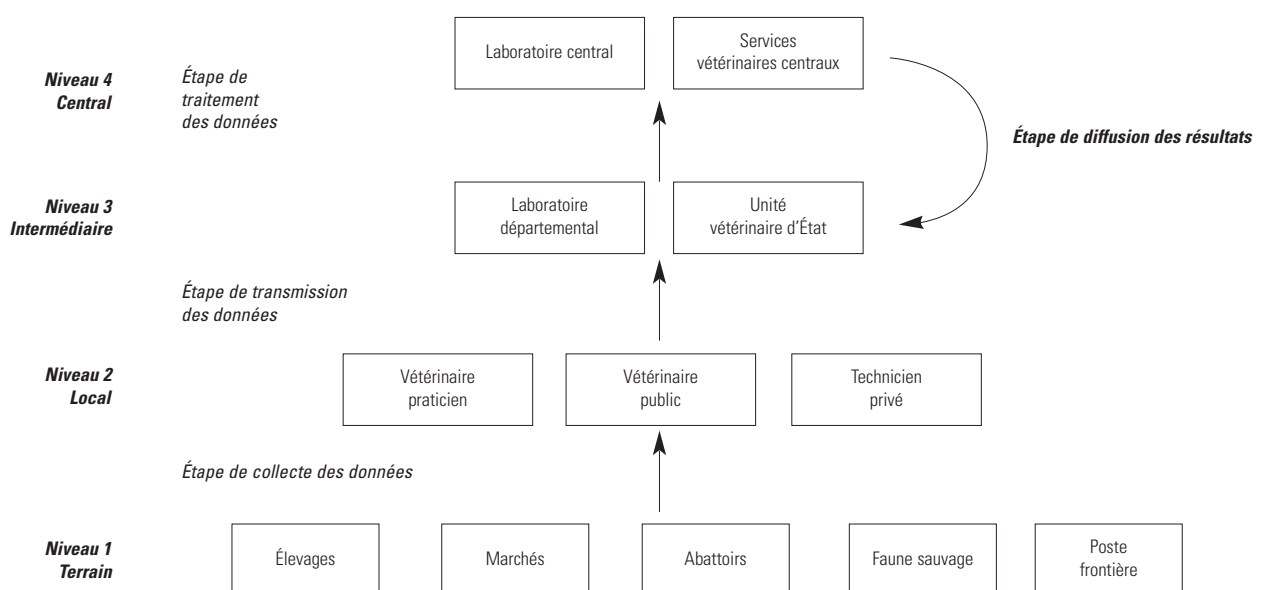 Laboratoire central
Services
vétérinaires centraux
Niveau 4
Central
Étape de
traitement
des données
Étape de diffusion des résultats
Niveau 3
Intermédiaire
Laboratoire
départemental
Unité
vétérinaire d’État
Étape de transmission
des données
Niveau 2
Local
Vétérinaire
praticien
Vétérinaire
public
Technicien
privé
Étape de collecte des données
Niveau 1
Terrain
Élevages
Marchés
Abattoirs
Faune sauvage
Poste
frontière